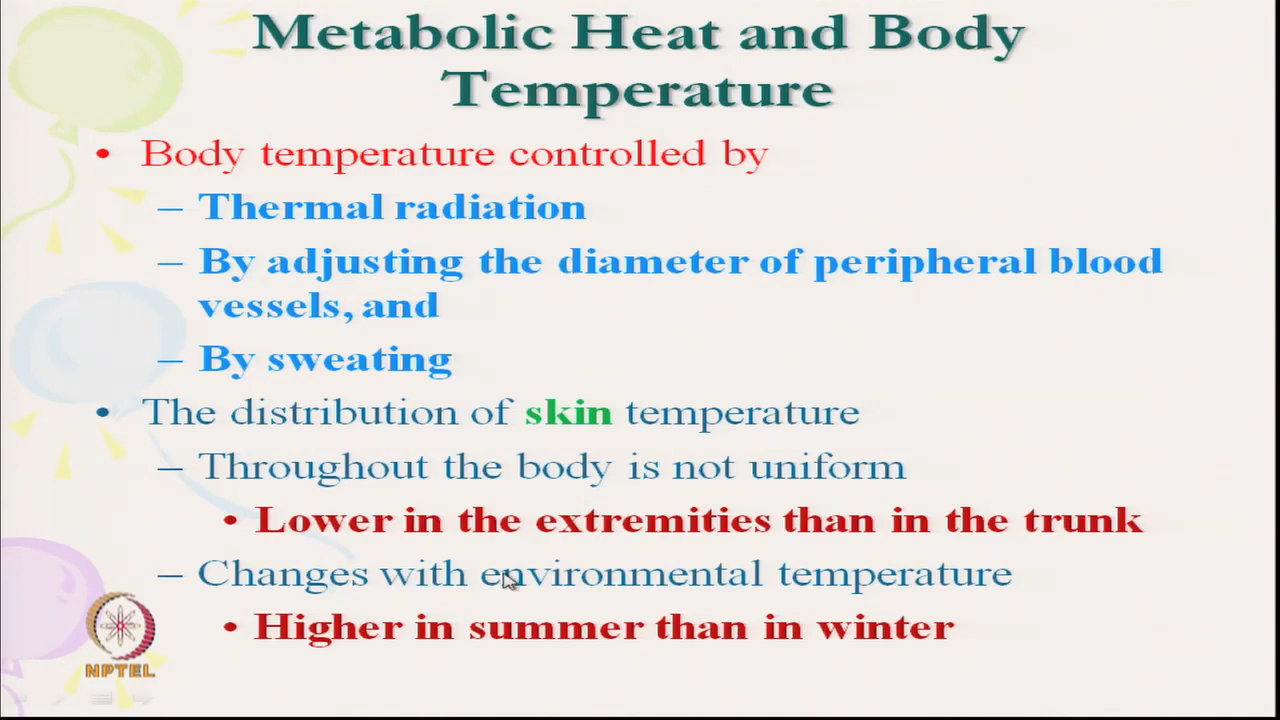 Metabolic Heat and Body
Temperature
• Body temperature controlled by
– Thermal radiation
– By adjusting the diameter of peripheral blood
vessels, and
– By sweating
• The distribution of skin temperature
– Throughout the body is not uniform
• Lower in the extremities than in the trunk
– Changes with environmental temperature
• Higher in summer than in winter
NPTEL